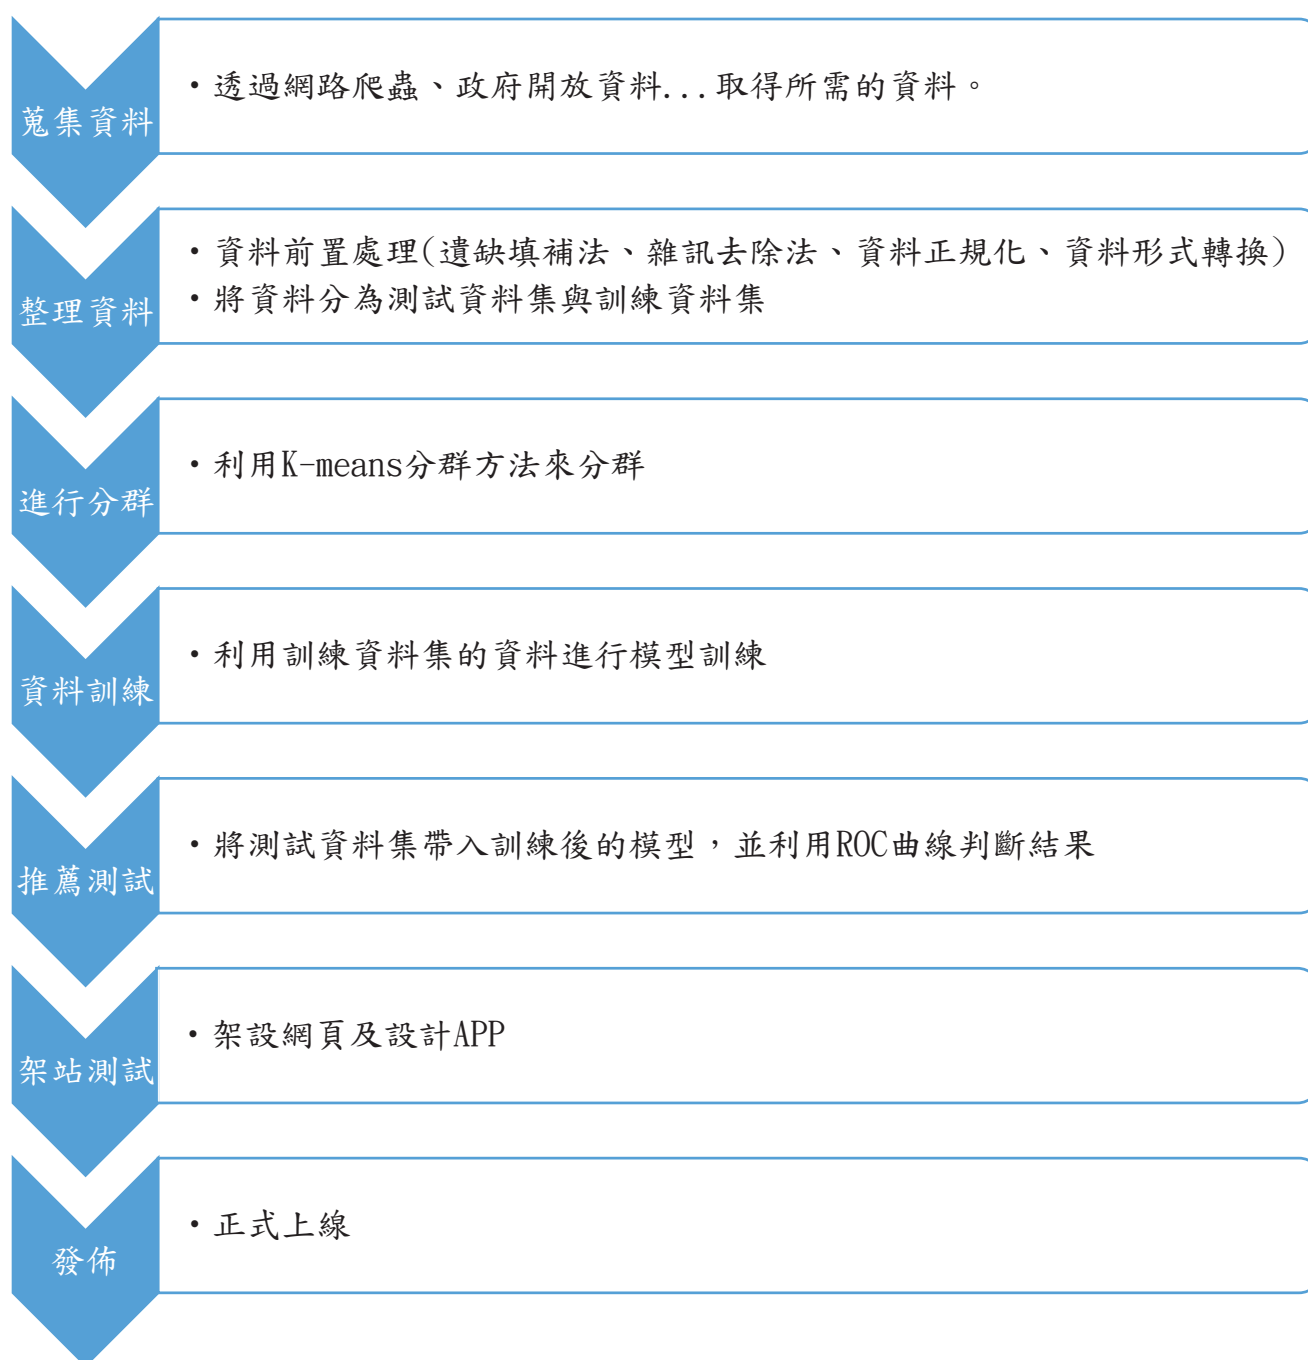 蒐集資料
・透過網路爬蟲、政府開放資料...取得所需的資料。
整理資料
・資料前置處理(遺缺填補法、雜訊去除法、資料正規化、資料形式轉換)
・將資料分為測試資料集與訓練資料集
進行分群
・利用K-means分群方法來分群
資料訓練
・利用訓練資料集的資料進行模型訓練
推薦測試
・將測試資料集帶入訓練後的模型，並利用ROC曲線判斷結果
架站測試
・架設網頁及設計APP
發佈
・正式上線